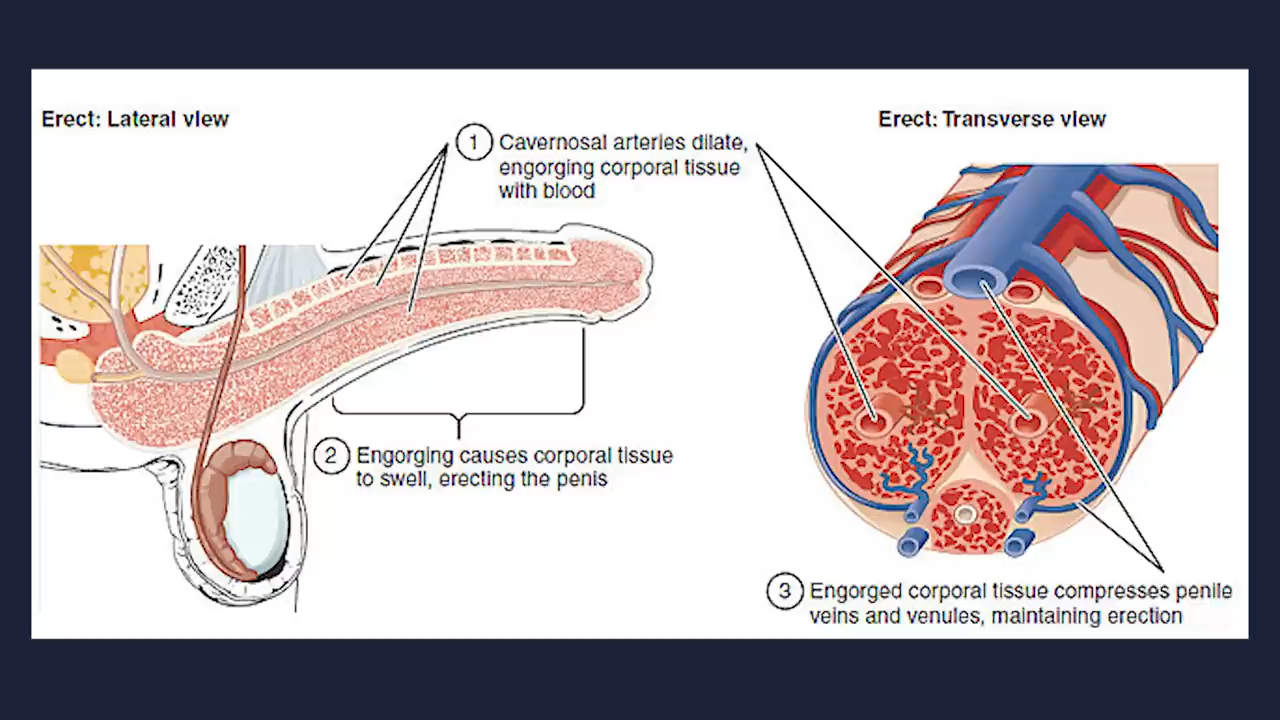 Erect: Lateral view
Erect: Transverse view
1
Cavernosal arteries dilate,
engorging corporal tissue
with blood
2
Engorging causes corporal tissue
to swell, erecting the penis
3
Engorged corporal tissue compresses penile
veins and venules, maintaining erection